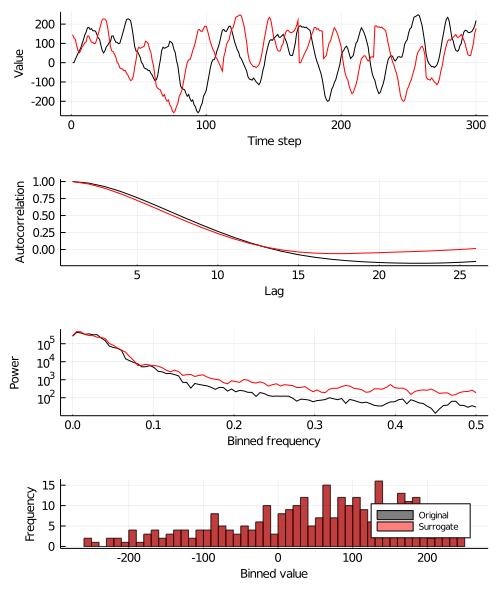 200
100
0
-100
-200
Value
0 100 200 300
Time step
1.00
0.75
0.50
0.25
0.00
Autocorrelation
5 10 15 20 25
Lag
10^5
10^4
10^3
10^2
Power
0.0 0.1 0.2 0.3 0.4 0.5
Binned frequency
15
10
5
0
Frequency
Original
Surrogate
-200 -100 0 100 200
Binned value